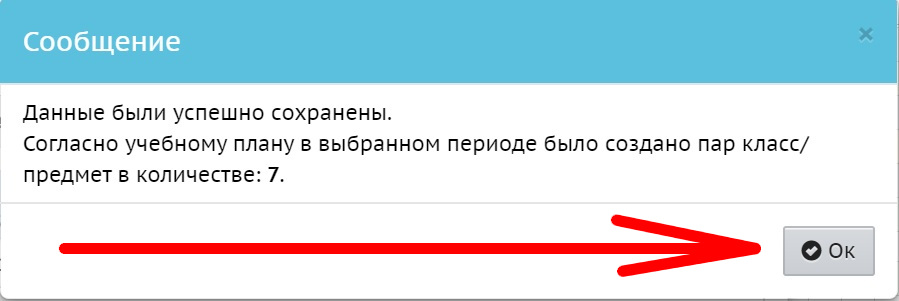 Сообщение
Данные были успешно сохранены.
Согласно учебному плану в выбранном периоде было создано пар класс/
предмет в количестве: 7.
Ок